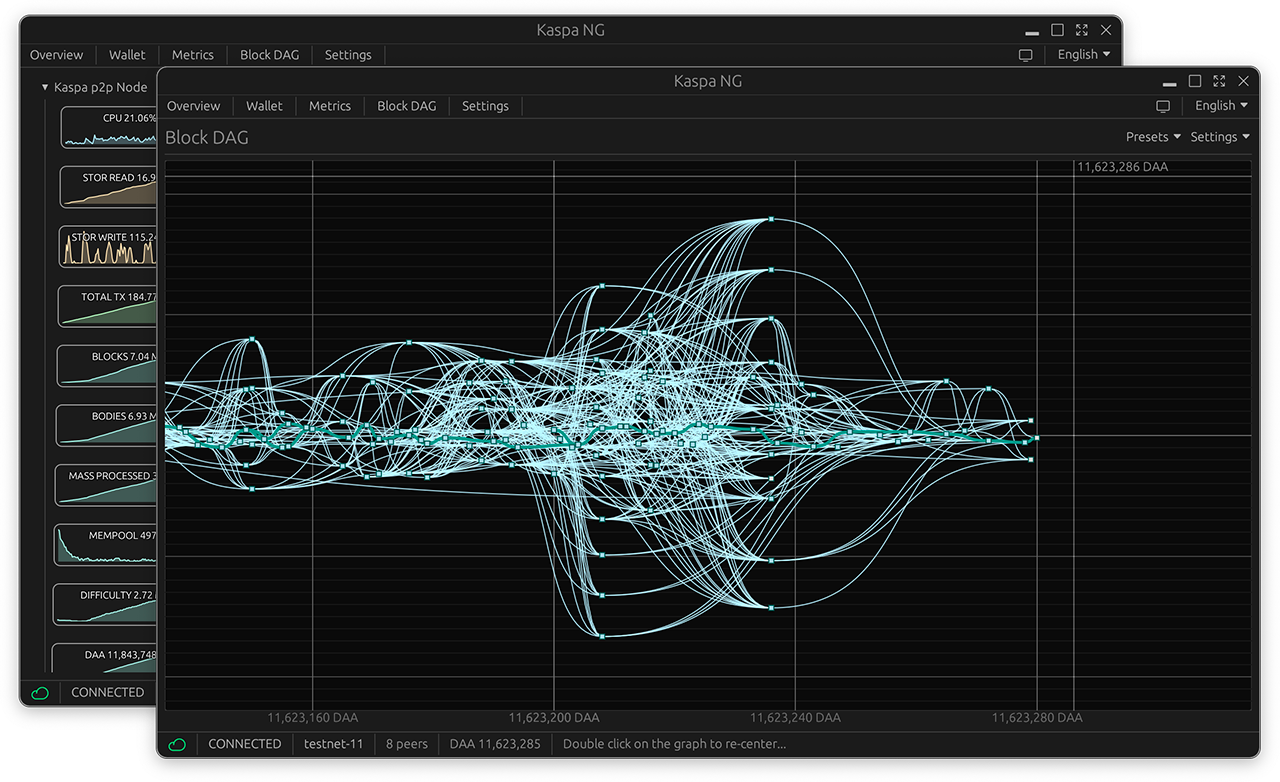 Kaspa NG
Overview Wallet Metrics Block DAG Settings English
Kaspa p2p Node
CPU 21.06%
STOR READ 16.9
STOR WRITE 115.24
TOTAL TX 184.77
BLOCKS 7.04 M
BODIES 6.93 M
MASS PROCESSED
MEMPOOL 497
DIFFICULTY 2.72
DAA 11,843,748
CONNECTED
Kaspa NG
Overview Wallet Metrics Block DAG Settings English
Block DAG Presets Settings
11,623,286 DAA
11,623,160 DAA 11,623,200 DAA 11,623,240 DAA 11,623,280 DAA
CONNECTED testnet-11 8 peers DAA 11,623,285 Double click on the graph to re-center...